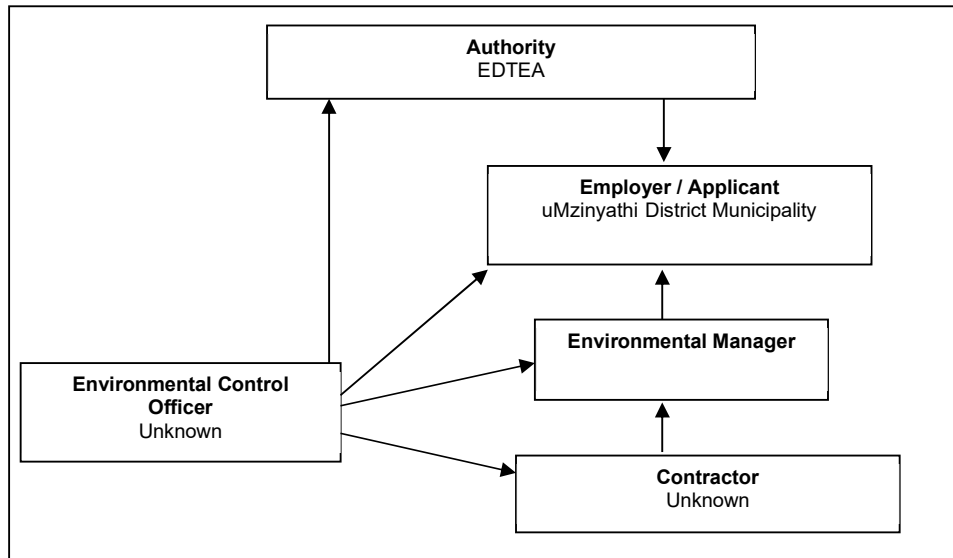 Authority
EDTEA
Employer / Applicant
uMzinyathi District Municipality
Environmental Manager
Environmental Control
Officer
Unknown
Contractor
Unknown